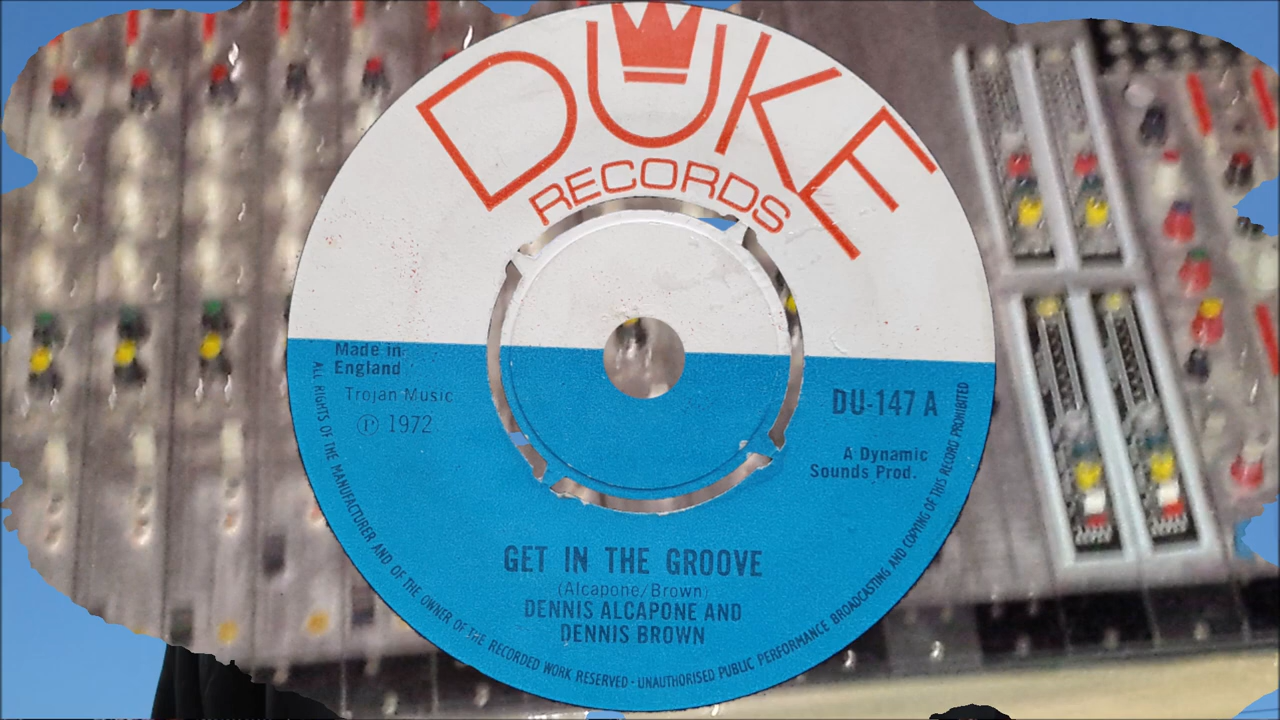 DUKE
RECORDS
Made in
England
Trojan Music
Ⓟ 1972
DU-147 A
A Dynamic
Sounds Prod.
GET IN THE GROOVE
(Alcapone/Brown)
DENNIS ALCAPONE AND
DENNIS BROWN
ALL RIGHTS OF THE MANUFACTURER AND OF THE OWNER OF THE RECORDED WORK RESERVED · UNAUTHORISED PUBLIC PERFORMANCE BROADCASTING AND COPYING OF THIS RECORD PROHIBITED